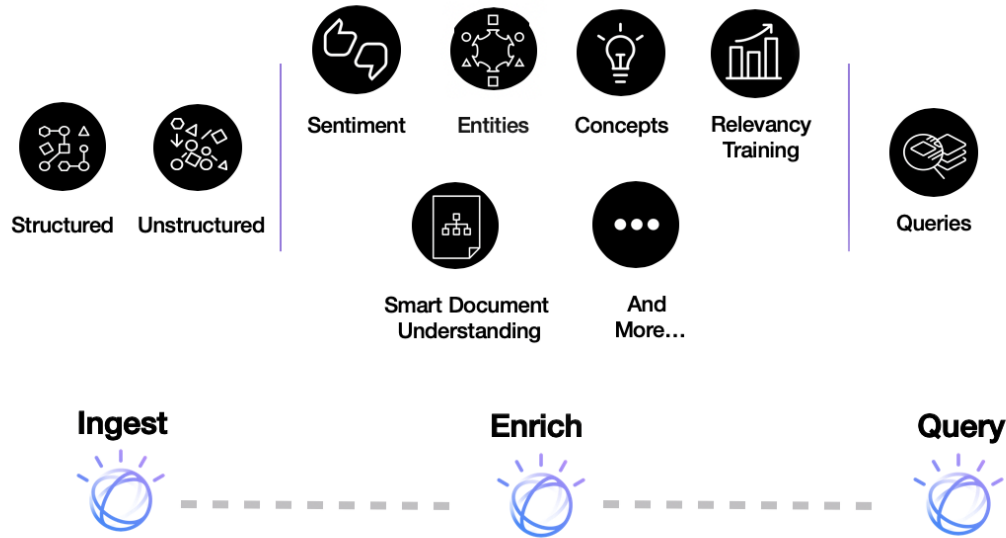 Structured
Unstructured
Sentiment
Entities
Concepts
Relevancy
Training
Smart Document
Understanding
And
More...
Queries
Ingest
Enrich
Query